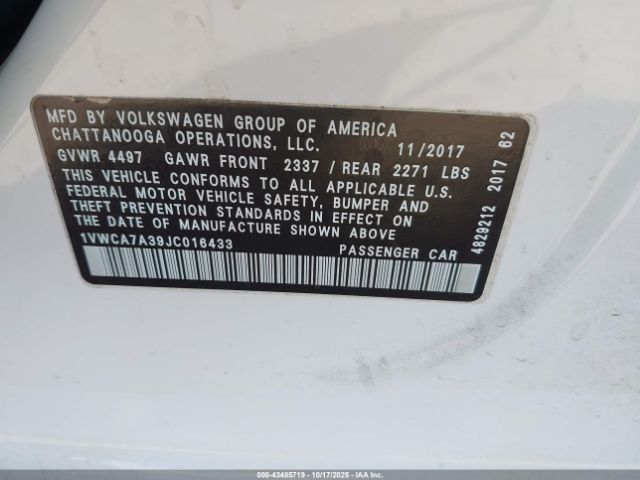 MFD BY VOLKSWAGEN GROUP OF AMERICA
CHATTANOOGA OPERATIONS, LLC. 11/2017
GVWR 4497 GAWR FRONT 2337 / REAR 2271 LBS
THIS VEHICLE CONFORMS TO ALL APPLICABLE U.S.
FEDERAL MOTOR VEHICLE SAFETY, BUMPER AND
THEFT PREVENTION STANDARDS IN EFFECT ON
THE DATE OF MANUFACTURE SHOWN ABOVE.
1VWCA7A39JC016433 PASSENGER CAR
4829212 2017 62
000-43485719 - 10/17/2025 - IAAI.COM